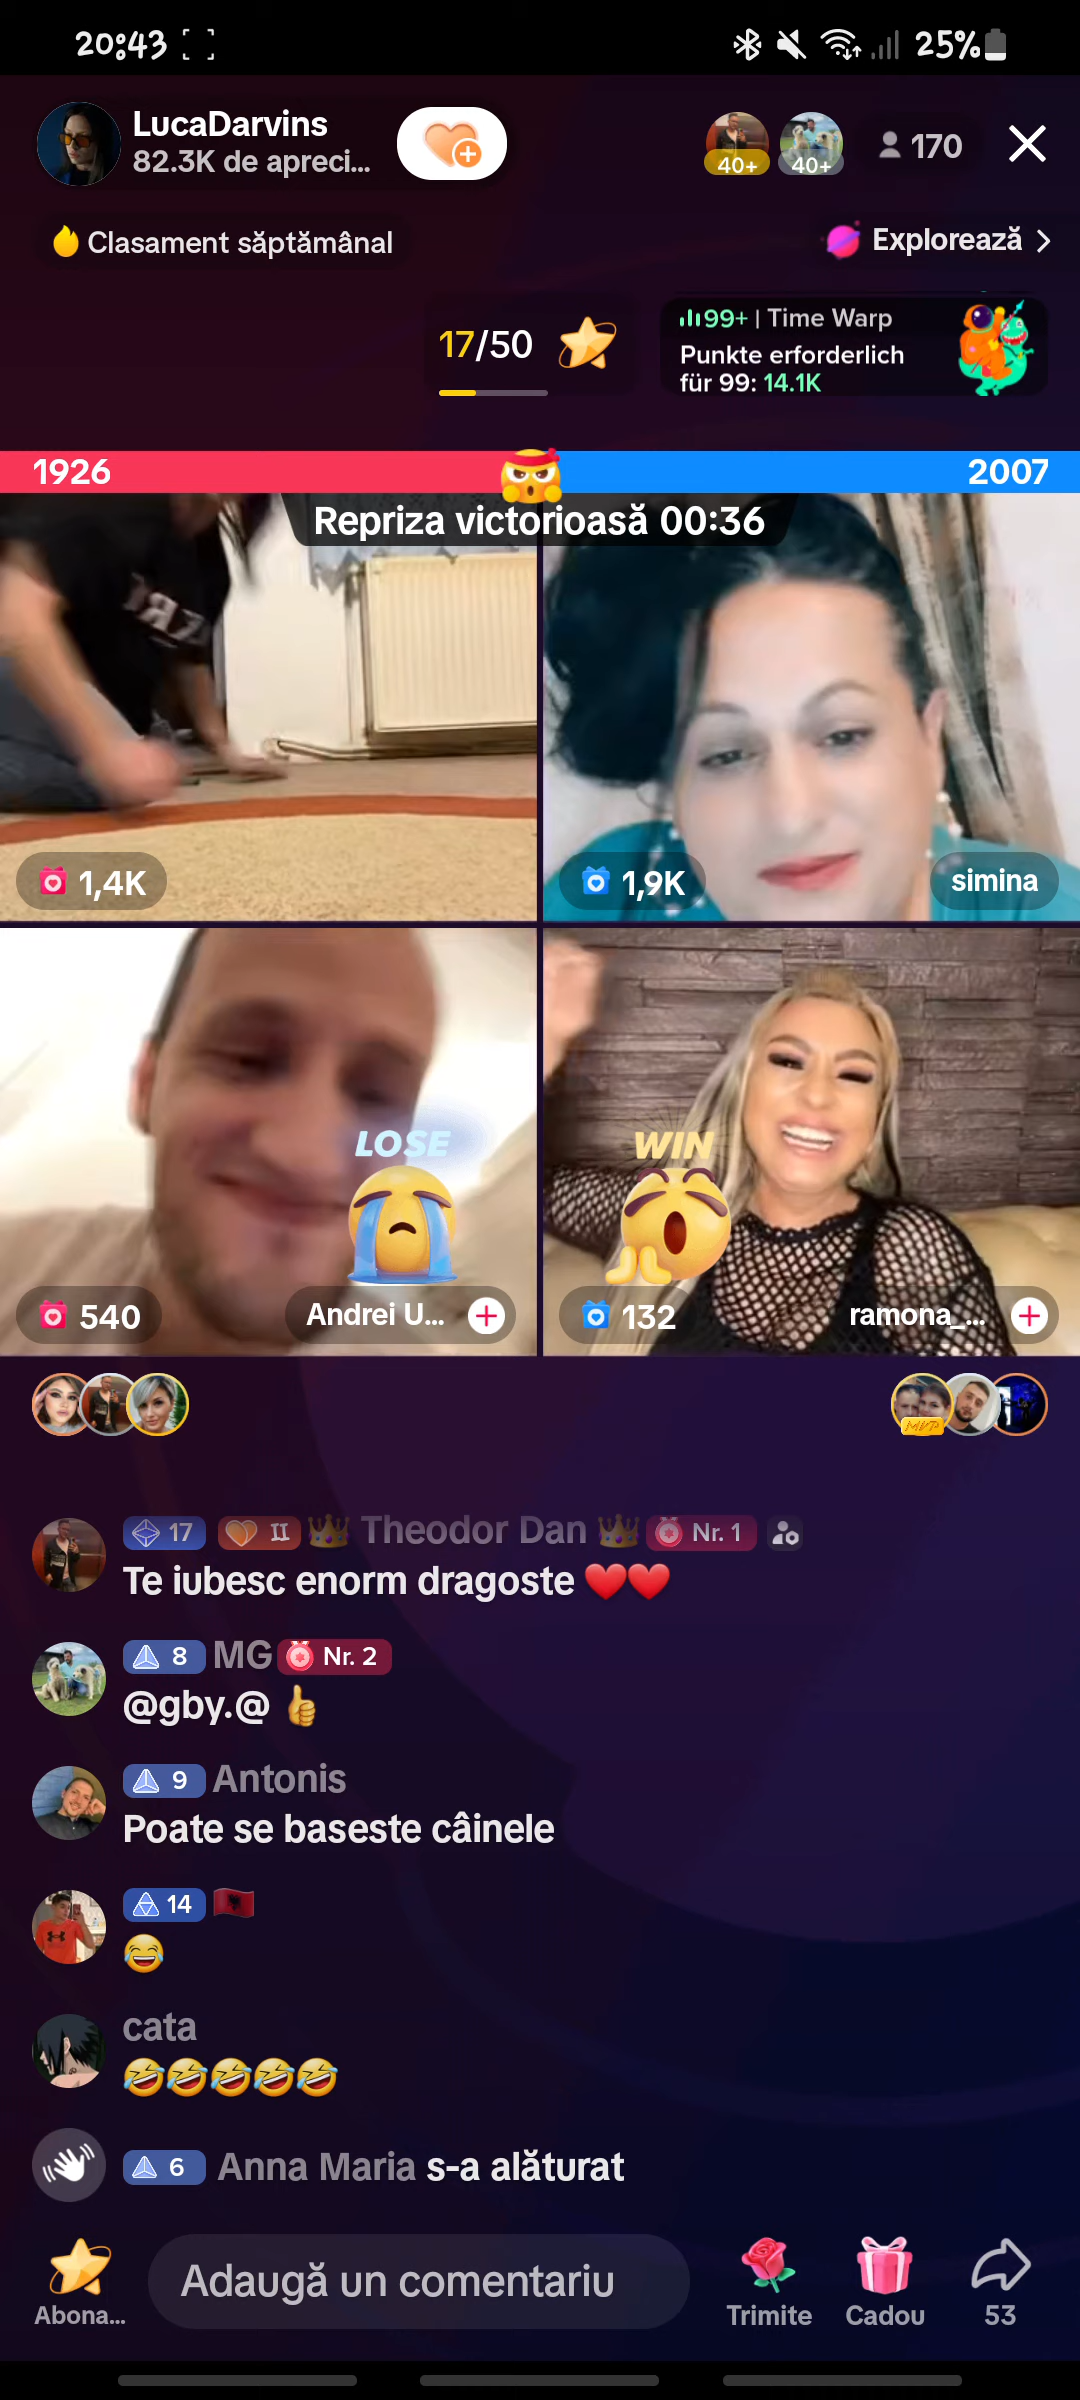 20:43
25%
LucaDarvins
82.3K de apreci...
40+
40+
170
Clasament săptămânal
Explorează
17/50
99+ | Time Warp
Punkte erforderlich
für 99: 14.1K
1926
2007
Repriza victorioasă 00:36
1,4K
1,9K
simina
LOSE
WIN
540
Andrei U...
132
ramona_...
MVP
17 II Theodor Dan Nr. 1
Te iubesc enorm dragoste ❤️❤️
8 MG Nr. 2
@gby.@ 👍
9 Antonis
Poate se baseste câinele
14 🇦🇱
😂
cata
🤣🤣🤣🤣🤣
6 Anna Maria s-a alăturat
Abona...
Adaugă un comentariu
Trimite
Cadou
53